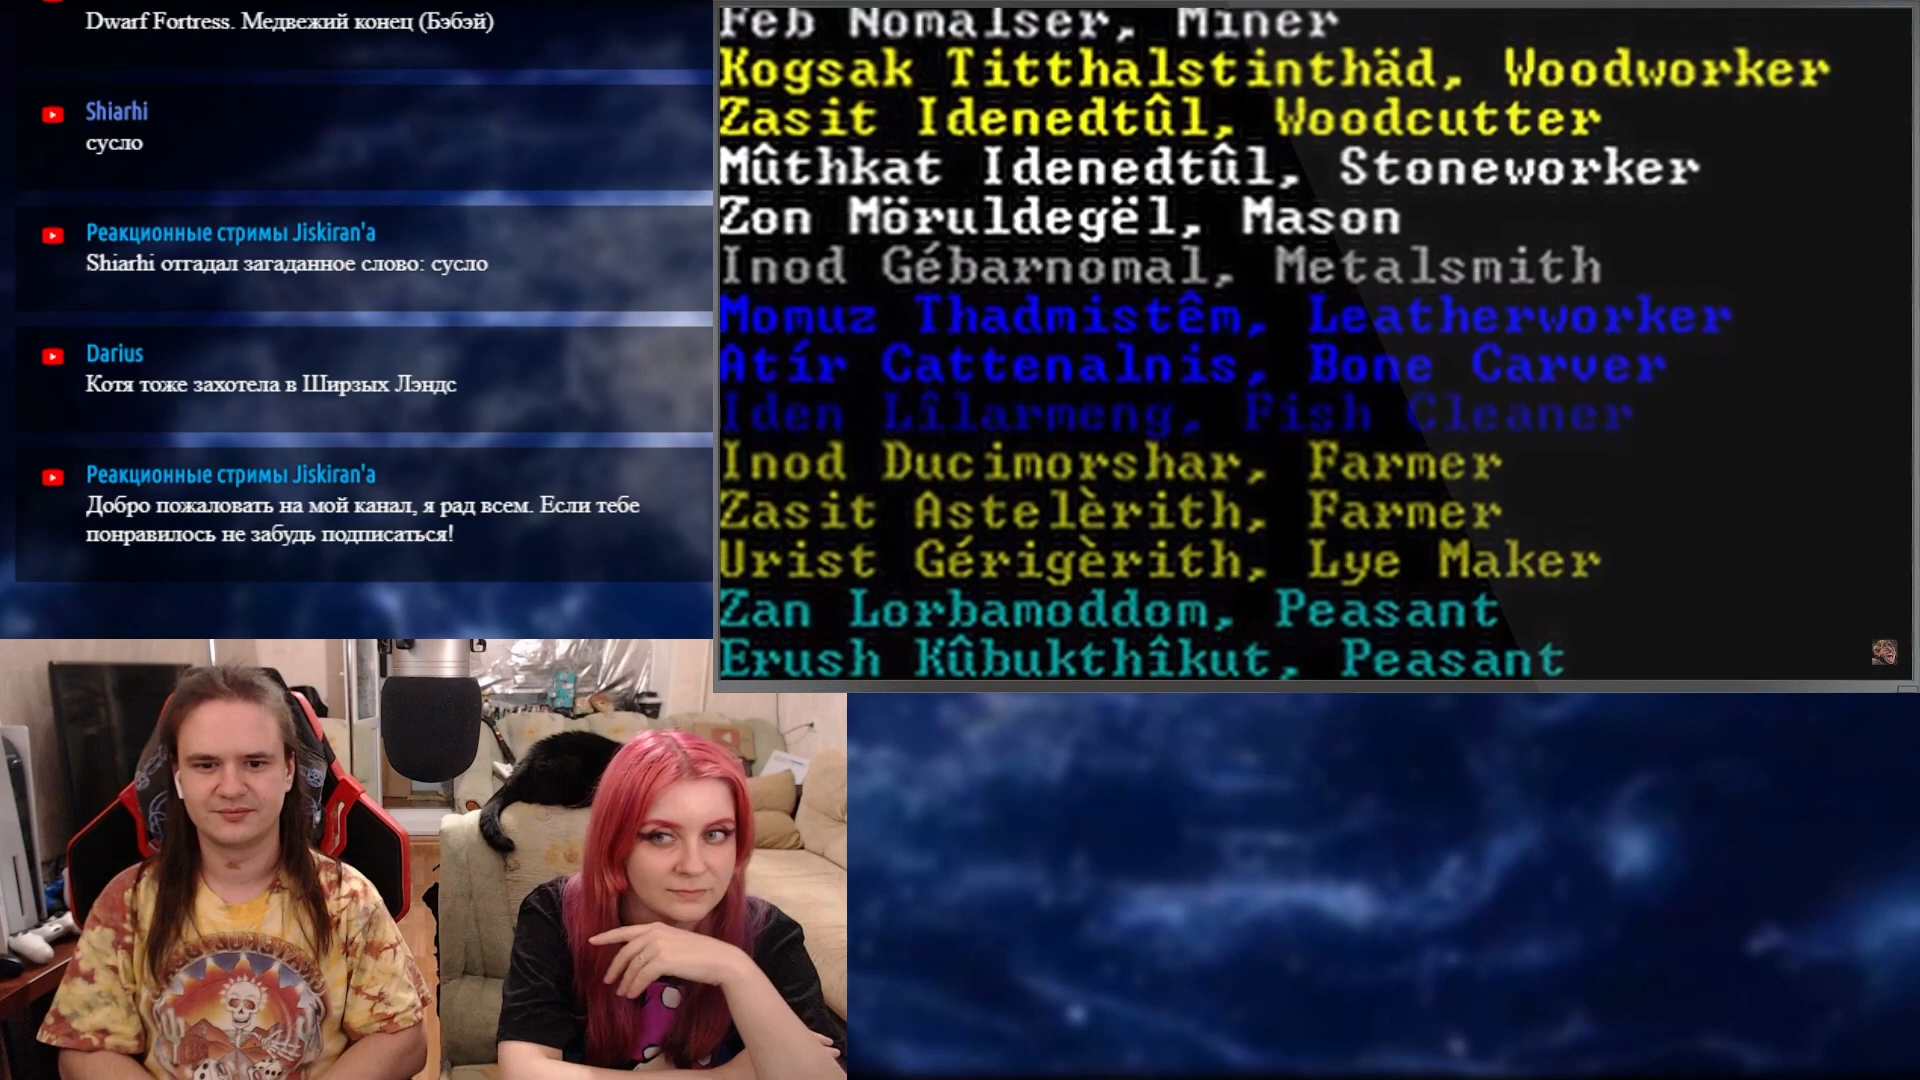 Dwarf Fortress. Медвежий конец (Бэбэй)
Shiarhi
сусло
Реакционные стримы Jiskiran'a
Shiarhi отгадал загаданное слово: сусло
Darius
Котя тоже захотела в Ширзых Лэндс
Реакционные стримы Jiskiran'a
Добро пожаловать на мой канал, я рад всем. Если тебе
понравилось не забудь подписаться!
Feb Nomalser, Miner
Kogsak Titthalstinthäd, Woodworker
Zasit Idenedtûl, Woodcutter
Mûthkat Idenedtûl, Stoneworker
Zon Möruldegël, Mason
Inod Gébarnomal, Metalsmith
Momuz Thadmistêm, Leatherworker
Atír Cattenalnis, Bone Carver
Iden Lîlarmeng, Fish Cleaner
Inod Ducimorshar, Farmer
Zasit Astelèrith, Farmer
Urist Gérigèrith, Lye Maker
Zan Lorbamoddom, Peasant
Erush Kûbukthîkut, Peasant